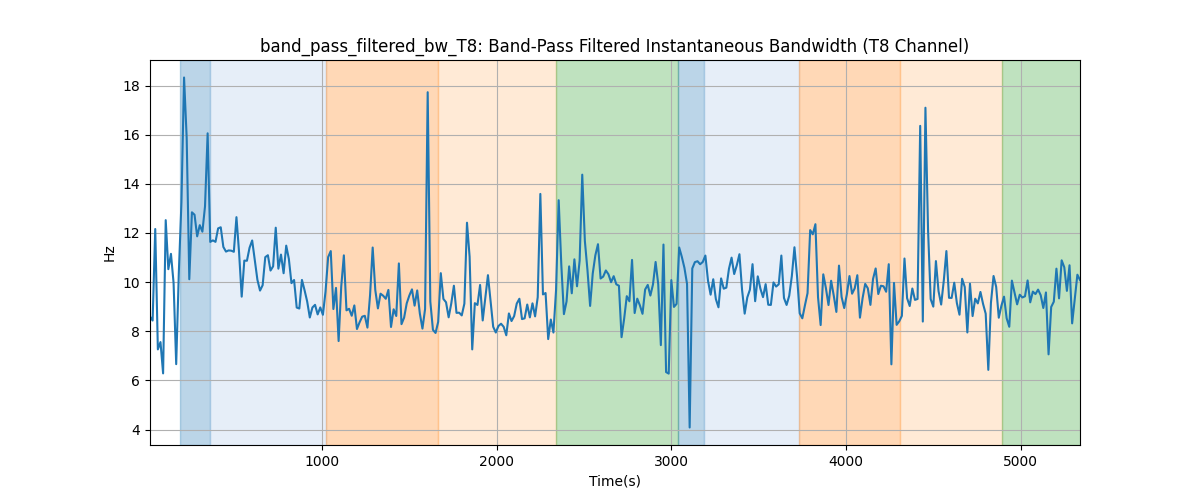 band_pass_filtered_bw_T8: Band-Pass Filtered Instantaneous Bandwidth (T8 Channel)
18
16
14
12
10
8
6
4
Hz
1000 2000 3000 4000 5000
Time(s)